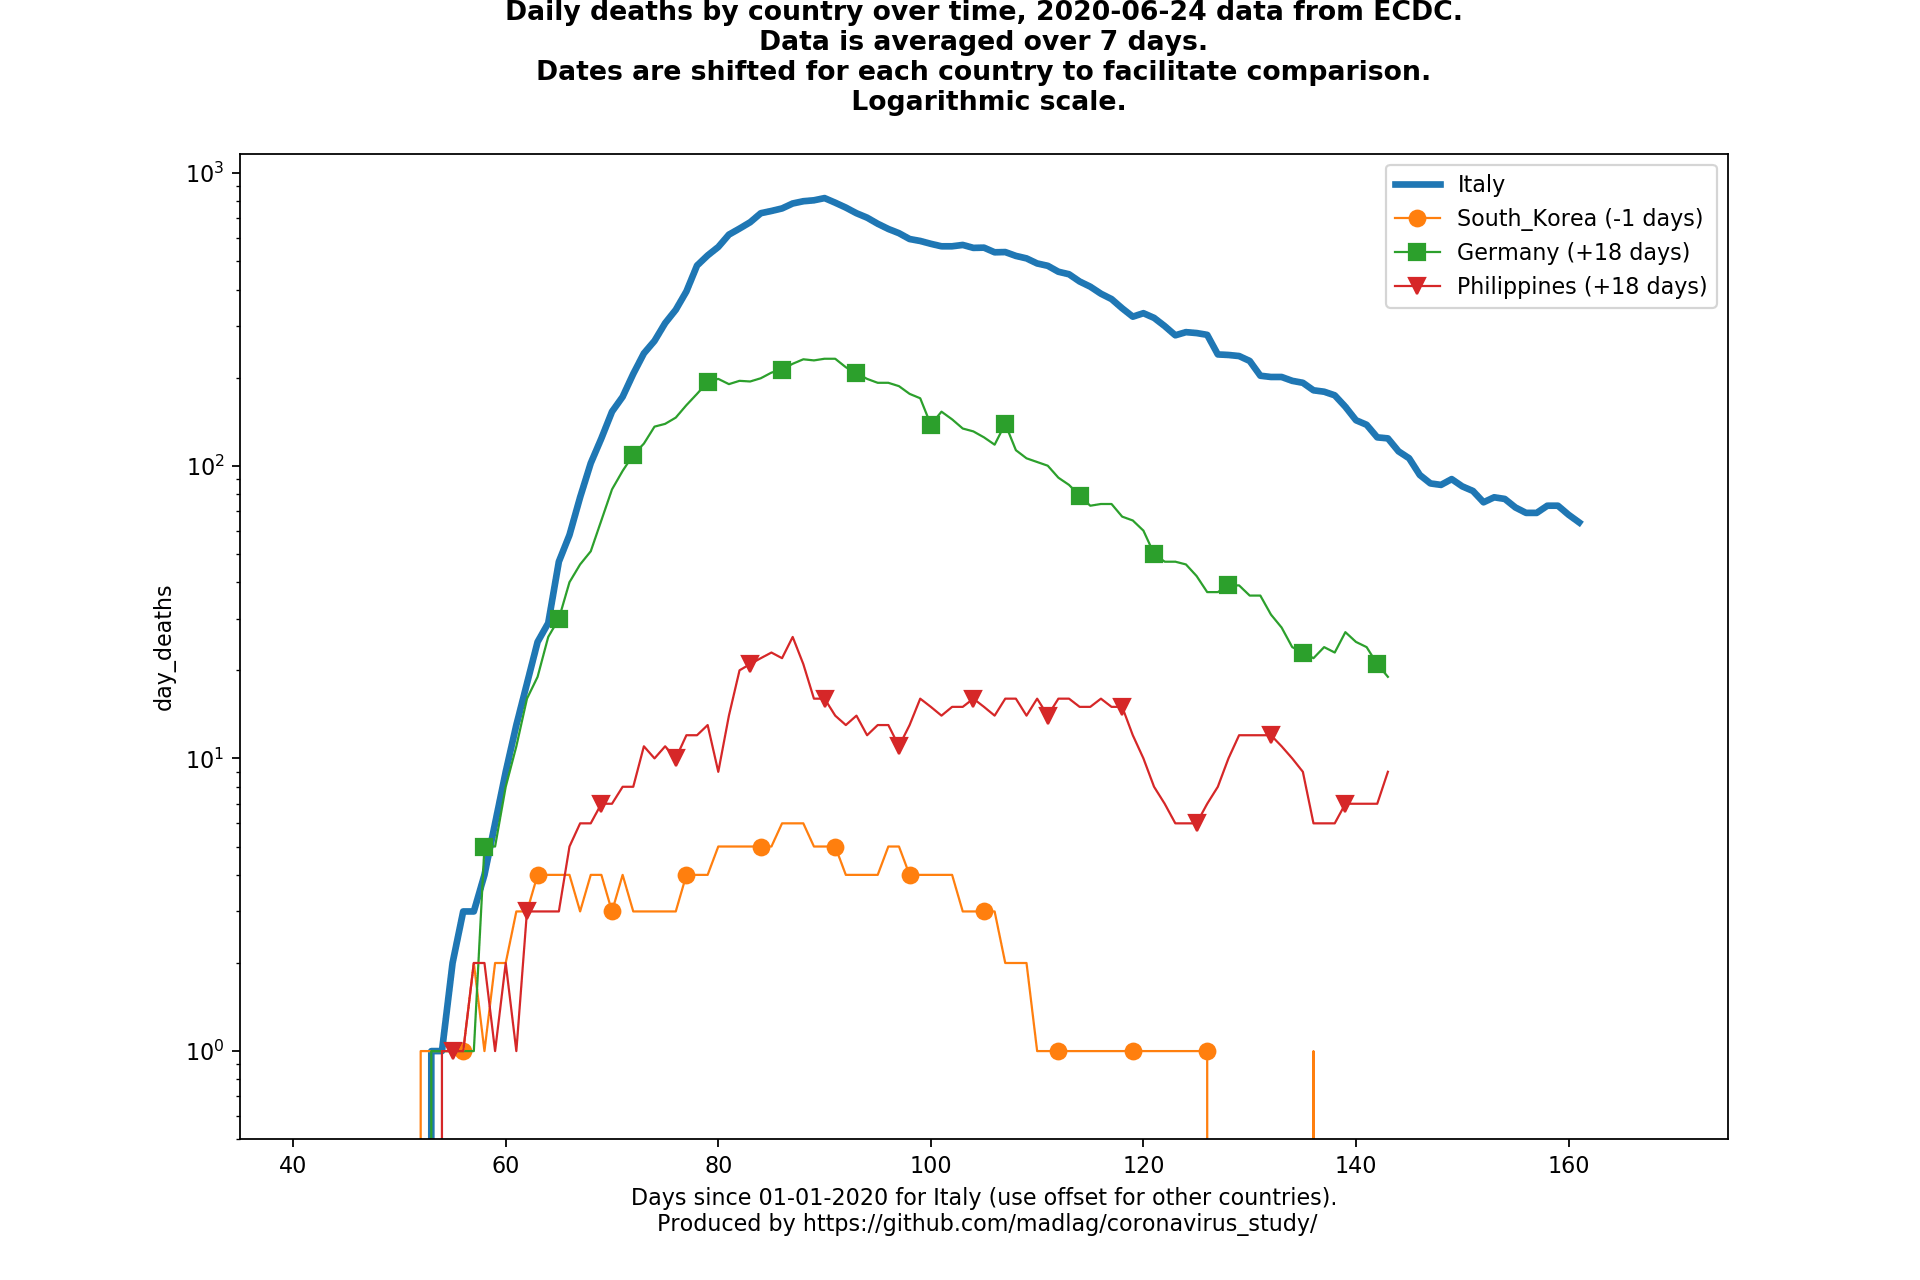 Daily deaths by country over time, 2020-06-24 data from ECDC.
Data is averaged over 7 days.
Dates are shifted for each country to facilitate comparison.
Logarithmic scale.
10³
10²
10¹
10⁰
day_deaths
Italy
South_Korea (-1 days)
Germany (+18 days)
Philippines (+18 days)
40 60 80 100 120 140 160
Days since 01-01-2020 for Italy (use offset for other countries).
Produced by https://github.com/madlag/coronavirus_study/